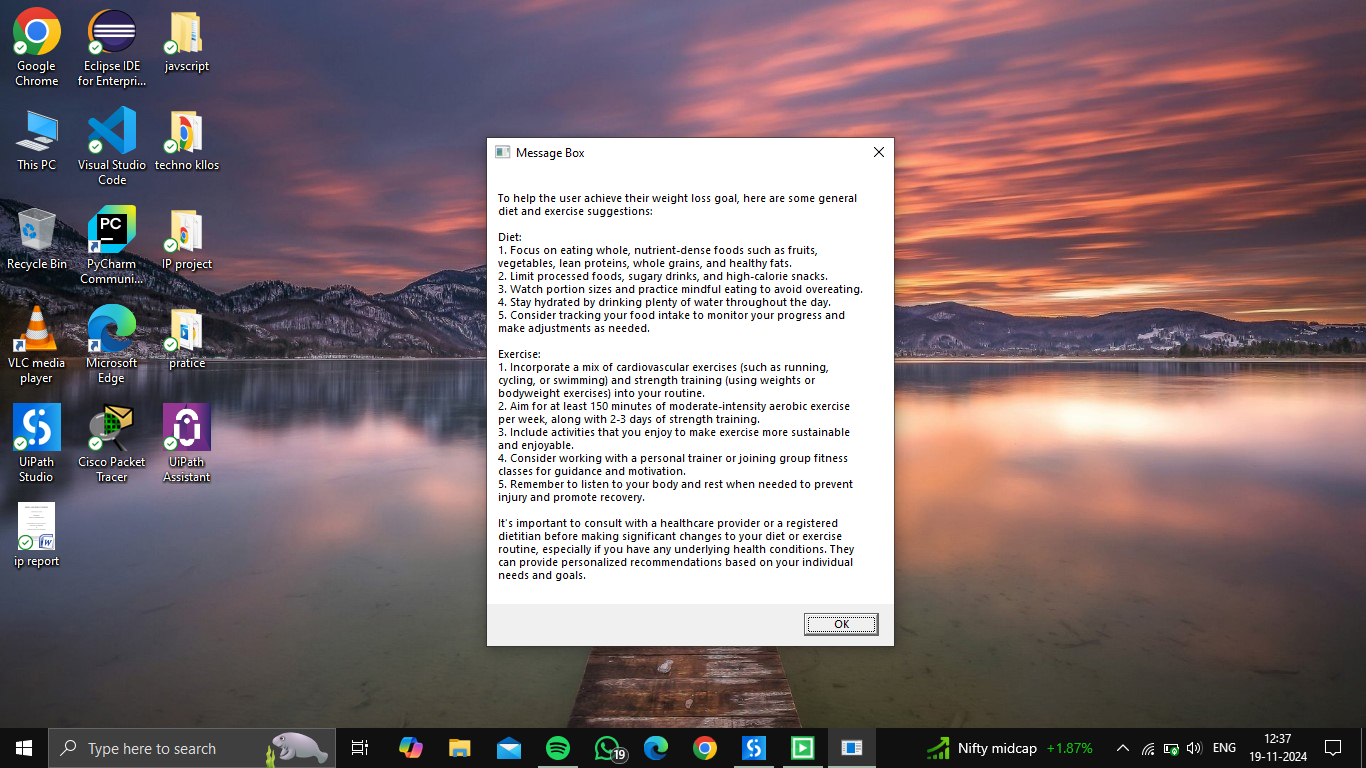 Google
Chrome
Eclipse IDE
for Enterpri...
javscript
This PC
Visual Studio
Code
techno kllos
Recycle Bin
PC
PyCharm
Communi...
IP project
VLC media
player
Microsoft
Edge
pratice
UiPath
Studio
Cisco Packet
Tracer
UiPath
Assistant
ip report
Message Box
To help the user achieve their weight loss goal, here are some general
diet and exercise suggestions:
Diet:
1. Focus on eating whole, nutrient-dense foods such as fruits,
vegetables, lean proteins, whole grains, and healthy fats.
2. Limit processed foods, sugary drinks, and high-calorie snacks.
3. Watch portion sizes and practice mindful eating to avoid overeating.
4. Stay hydrated by drinking plenty of water throughout the day.
5. Consider tracking your food intake to monitor your progress and
make adjustments as needed.
Exercise:
1. Incorporate a mix of cardiovascular exercises (such as running,
cycling, or swimming) and strength training (using weights or
bodyweight exercises) into your routine.
2. Aim for at least 150 minutes of moderate-intensity aerobic exercise
per week, along with 2-3 days of strength training.
3. Include activities that you enjoy to make exercise more sustainable
and enjoyable.
4. Consider working with a personal trainer or joining group fitness
classes for guidance and motivation.
5. Remember to listen to your body and rest when needed to prevent
injury and promote recovery.
It's important to consult with a healthcare provider or a registered
dietitian before making significant changes to your diet or exercise
routine, especially if you have any underlying health conditions. They
can provide personalized recommendations based on your individual
needs and goals.
OK
Type here to search
19
Nifty midcap +1.87%
ENG
12:37
19-11-2024